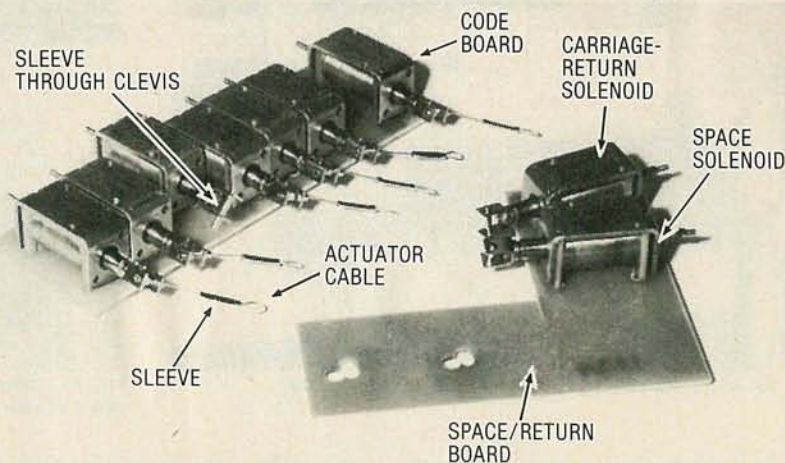 CODE
BOARD
SLEEVE
THROUGH CLEVIS
CARRIAGE-
RETURN
SOLENOID
SPACE
SOLENOID
ACTUATOR
CABLE
SLEEVE
SPACE/RETURN
BOARD